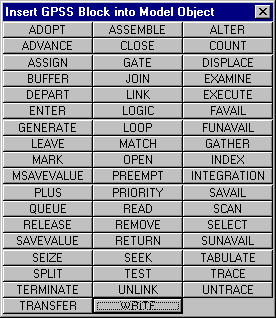 Insert GPSS Block into Model Object
ADOPT ASSEMBLE ALTER
ADVANCE CLOSE COUNT
ASSIGN GATE DISPLACE
BUFFER JOIN EXAMINE
DEPART LINK EXECUTE
ENTER LOGIC FAVAIL
GENERATE LOOP FUNAVAIL
LEAVE MATCH GATHER
MARK OPEN INDEX
MSAVEVALUE PREEMPT INTEGRATION
PLUS PRIORITY SAVAIL
QUEUE READ SCAN
RELEASE REMOVE SELECT
SAVEVALUE RETURN SUNAVAIL
SEIZE SEEK TABULATE
SPLIT TEST TRACE
TERMINATE UNLINK UNTRACE
TRANSFER WRITE